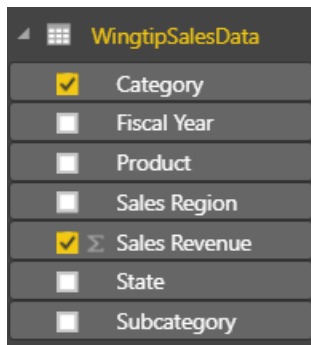 WingtipSalesData
Category
Fiscal Year
Product
Sales Region
Σ Sales Revenue
State
Subcategory